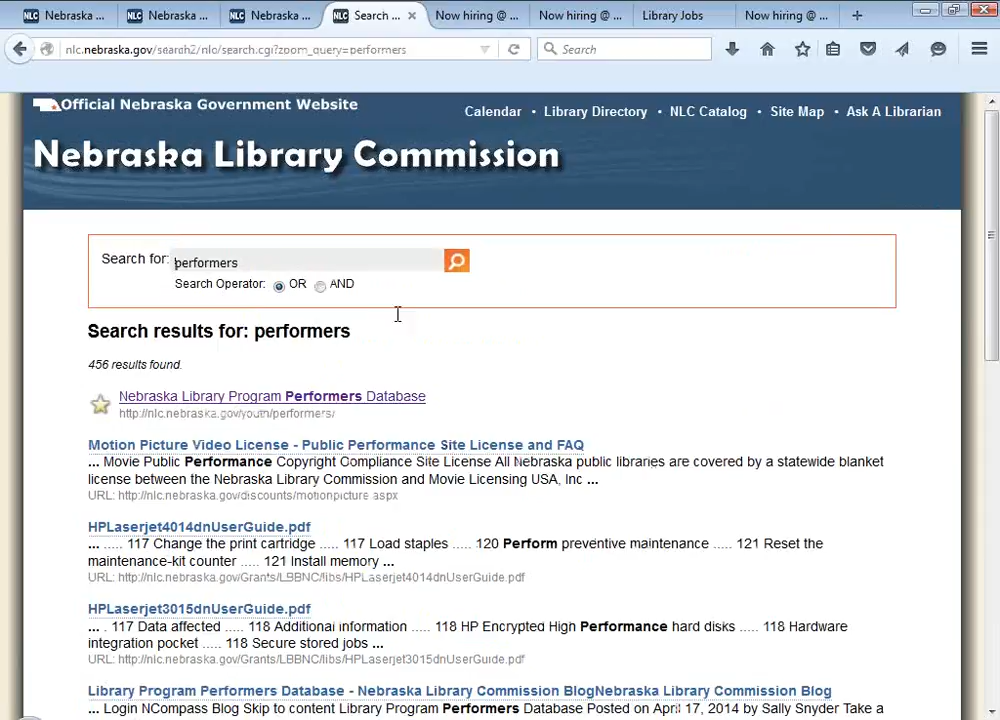 Nebraska ... Nebraska ... Nebraska ... Search ... Now hiring @ ... Now hiring @ ... Library Jobs Now hiring @ ...
nlc.nebraska.gov/search2/nlc/search.cgi?zoom_query=performers Search
Official Nebraska Government Website
Calendar • Library Directory • NLC Catalog • Site Map • Ask A Librarian
Nebraska Library Commission
Search for: performers
Search Operator: OR AND
Search results for: performers
456 results found.
Nebraska Library Program Performers Database
http://nlc.nebraska.gov/youth/performers/
Motion Picture Video License - Public Performance Site License and FAQ
... Movie Public Performance Copyright Compliance Site License All Nebraska public libraries are covered by a statewide blanket
license between the Nebraska Library Commission and Movie Licensing USA, Inc ...
URL: http://nlc.nebraska.gov/discounts/motionpicture.aspx
HPLaserjet4014dnUserGuide.pdf
... ..... 117 Change the print cartridge ..... 117 Load staples ..... 120 Perform preventive maintenance ..... 121 Reset the
maintenance-kit counter ..... 121 Install memory ...
URL: http://nlc.nebraska.gov/Grants/LBBNC/libs/HPLaserjet4014dnUserGuide.pdf
HPLaserjet3015dnUserGuide.pdf
... . 117 Data affected ..... 118 Additional information ..... 118 HP Encrypted High Performance hard disks ..... 118 Hardware
integration pocket ..... 118 Secure stored jobs ...
URL: http://nlc.nebraska.gov/Grants/LBBNC/libs/HPLaserjet3015dnUserGuide.pdf
Library Program Performers Database - Nebraska Library Commission BlogNebraska Library Commission Blog
... Login NCompass Blog Skip to content Library Program Performers Database Posted on April 17, 2014 by Sally Snyder Take a